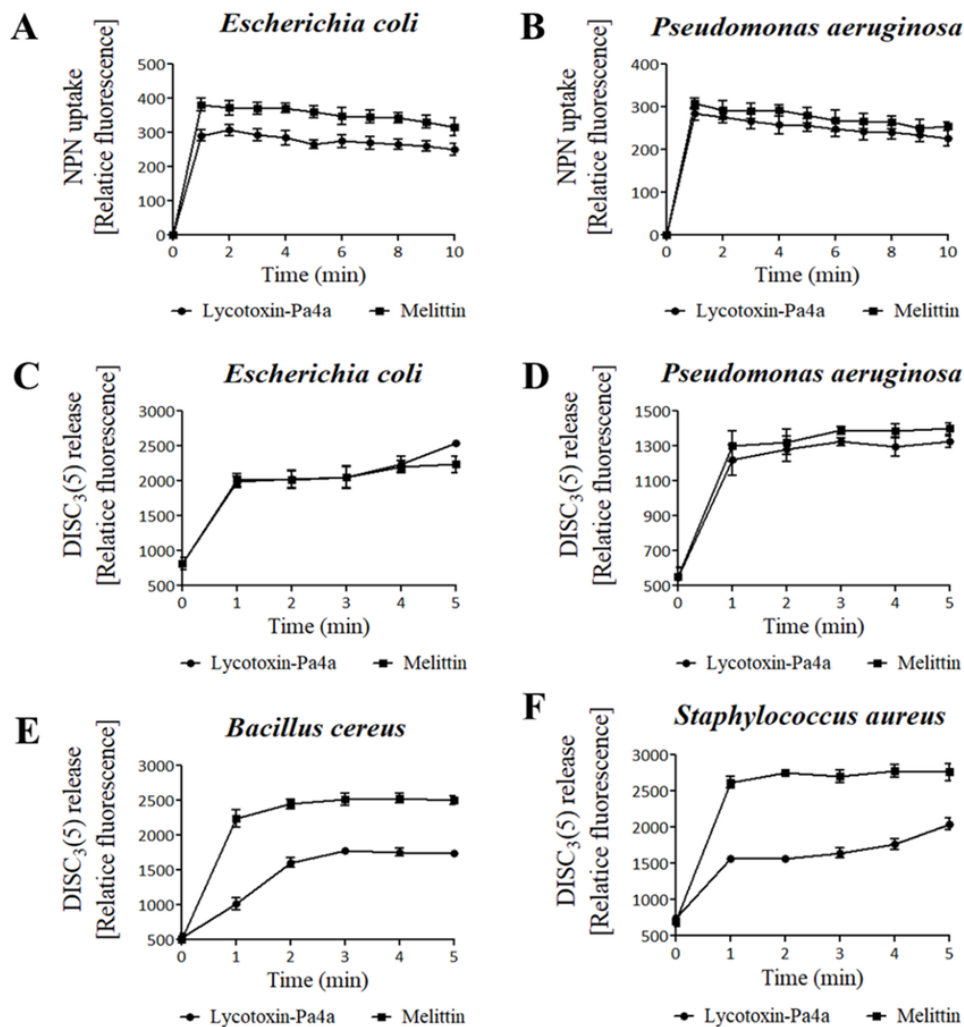 A
Escherichia coli
NPN uptake
[Relatice fluorescence]
500
400
300
200
100
0
0 2 4 6 8 10
Time (min)
Lycotoxin-Pa4a Melittin
B
Pseudomonas aeruginosa
NPN uptake
[Relatice fluorescence]
400
300
200
100
0
0 2 4 6 8 10
Time (min)
Lycotoxin-Pa4a Melittin
C
Escherichia coli
DISC3(5) release
[Relatice fluorescence]
3000
2500
2000
1500
1000
500
0 1 2 3 4 5
Time (min)
Lycotoxin-Pa4a Melittin
D
Pseudomonas aeruginosa
DISC3(5) release
[Relatice fluorescence]
1500
1300
1100
900
700
500
0 1 2 3 4 5
Time (min)
Lycotoxin-Pa4a Melittin
E
Bacillus cereus
DISC3(5) release
[Relatice fluorescence]
3000
2500
2000
1500
1000
500
0 1 2 3 4 5
Time (min)
Lycotoxin-Pa4a Melittin
F
Staphylococcus aureus
DISC3(5) release
[Relatice fluorescence]
3000
2500
2000
1500
1000
500
0 1 2 3 4 5
Time (min)
Lycotoxin-Pa4a Melittin